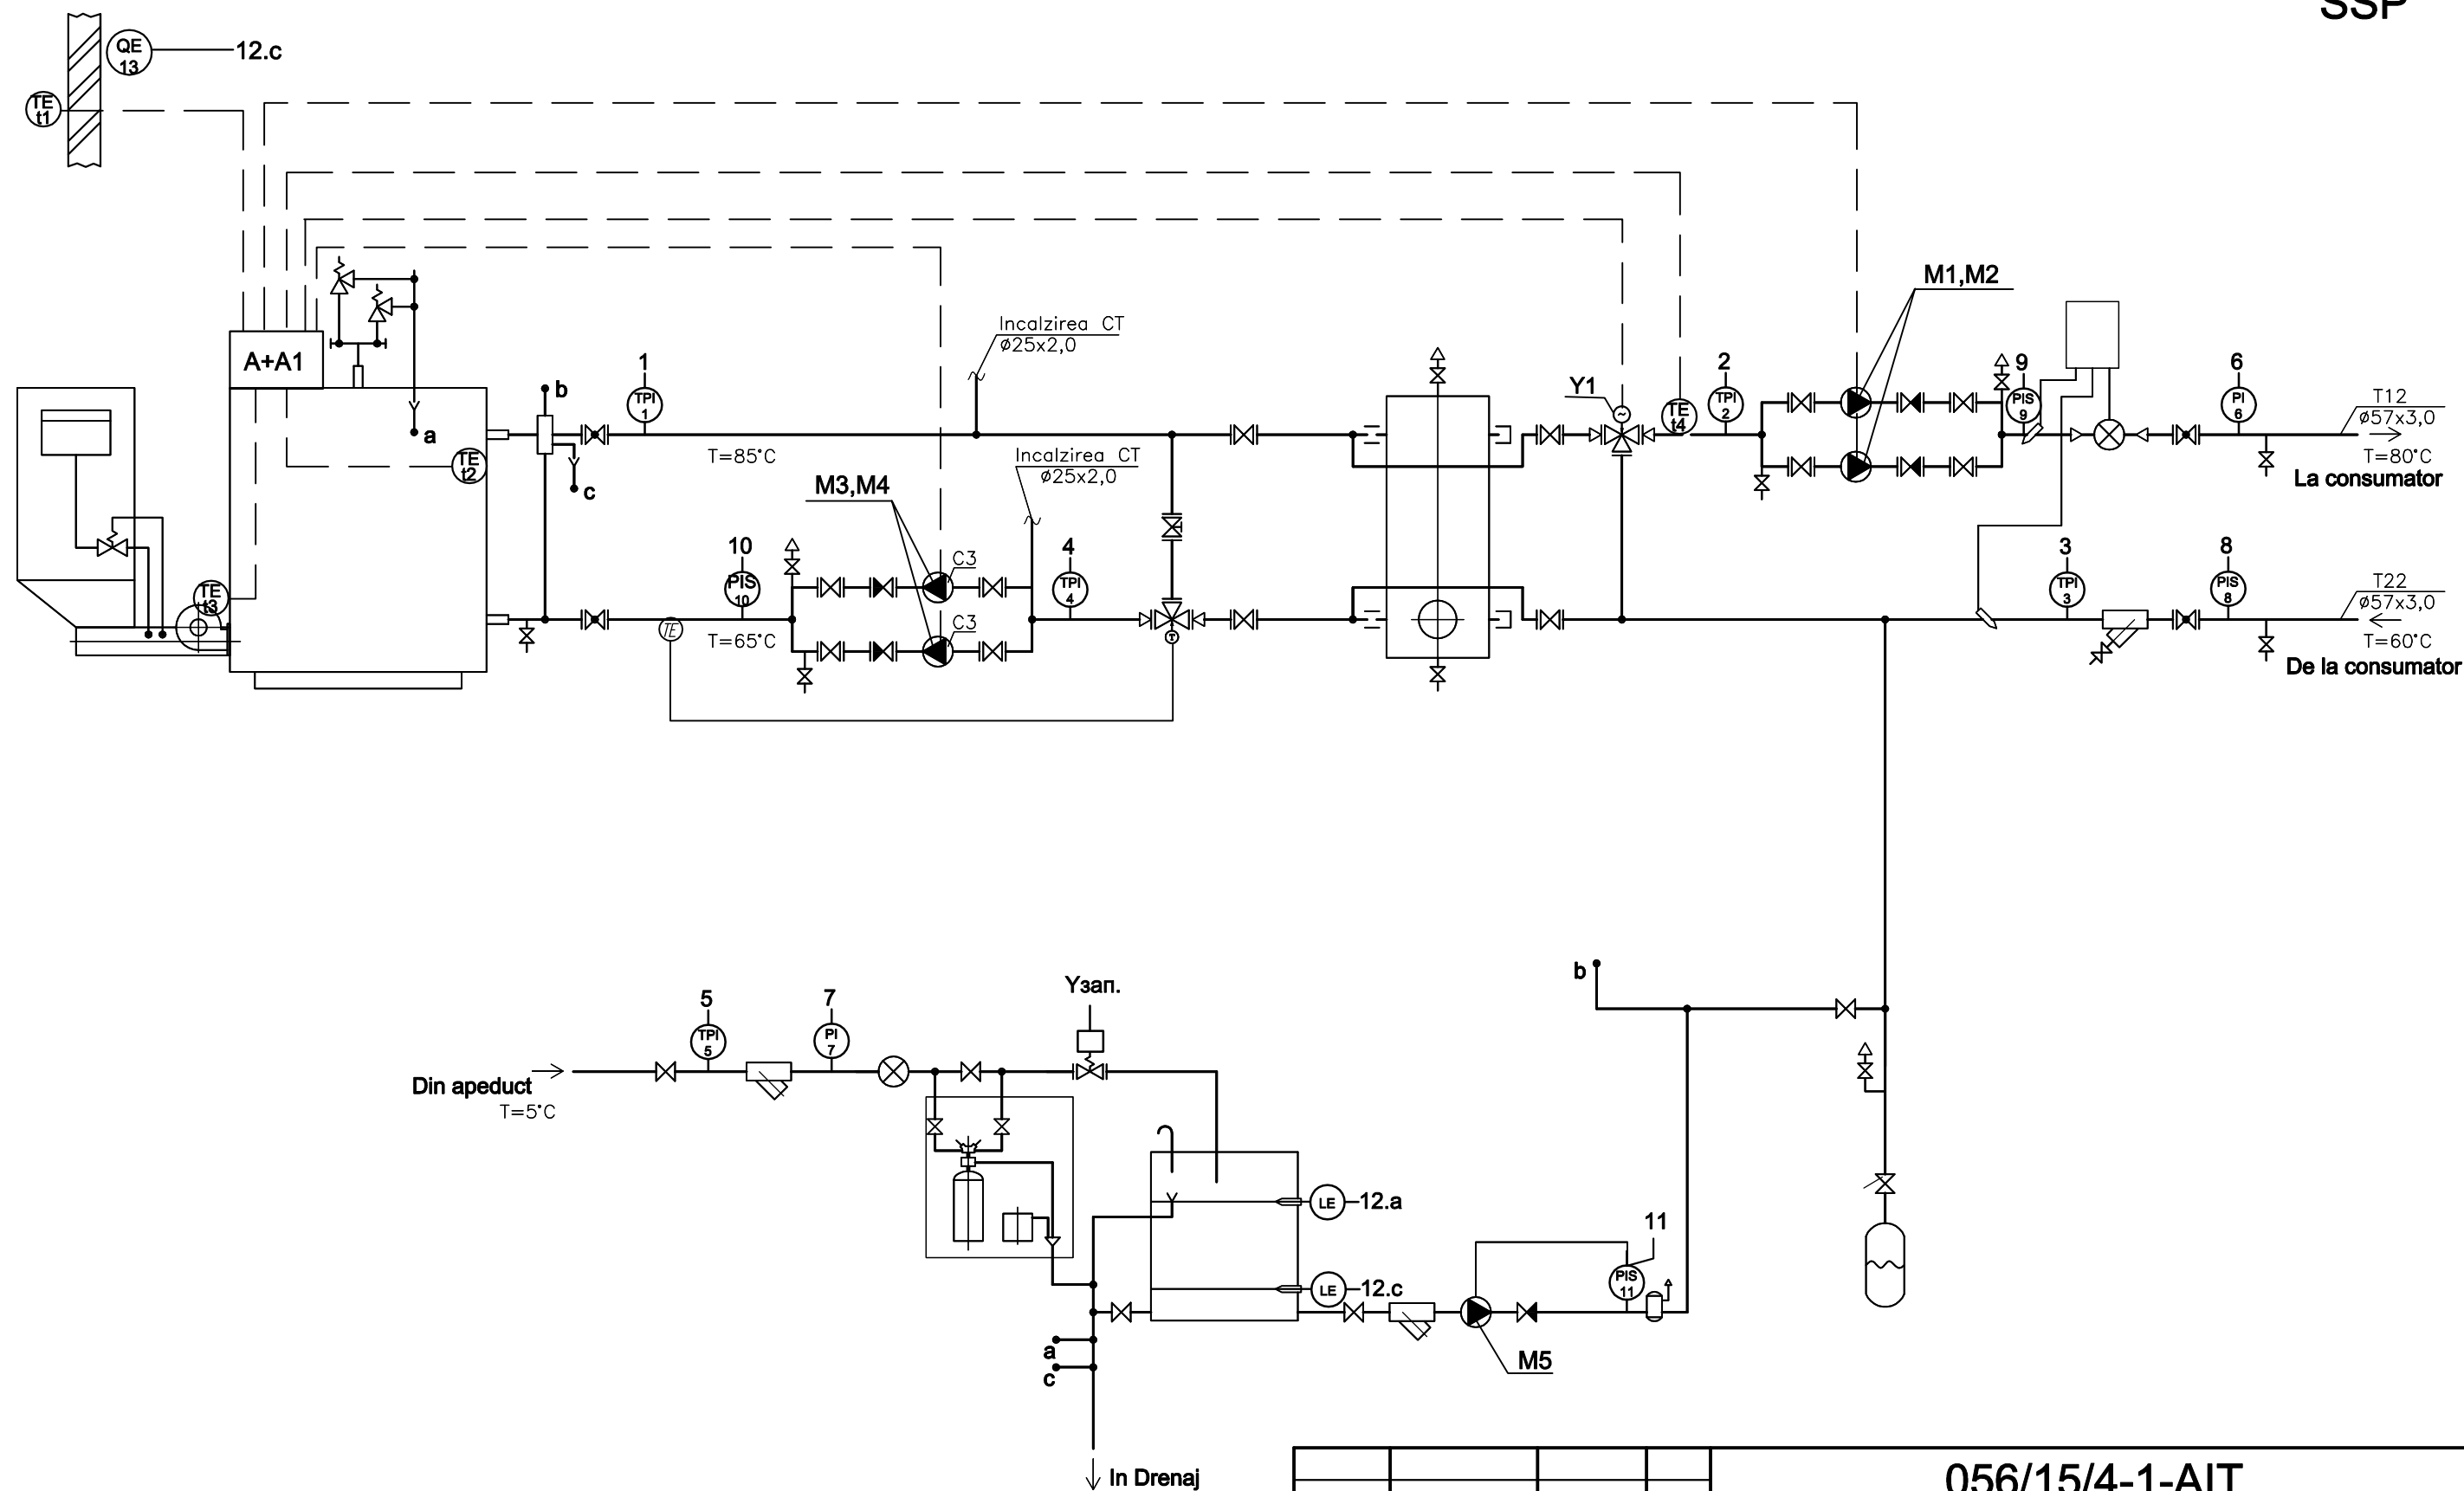 SSP
QE
13
12.c
TE
t1
A+A1
a
b
c
TE
t2
TE
t3
1
TPI
1
T=85°C
Incalzirea CT
ø25x2,0
Incalzirea CT
ø25x2,0
M3,M4
10
PIS
10
TE
T=65°C
C3
C3
4
TPI
4
T
Y1
~
TE
t4
2
TPI
2
M1,M2
9
PIS
9
6
PI
6
T12
ø57x3,0
T=80°C
La consumator
3
TPI
3
8
PIS
8
T22
ø57x3,0
T=60°C
De la consumator
Din apeduct
T=5°C
5
TPI
5
7
PI
7
Yзап.
b
LE
12.a
LE
12.c
11
PIS
11
M5
a
c
In Drenaj
056/15/4-1-AIT